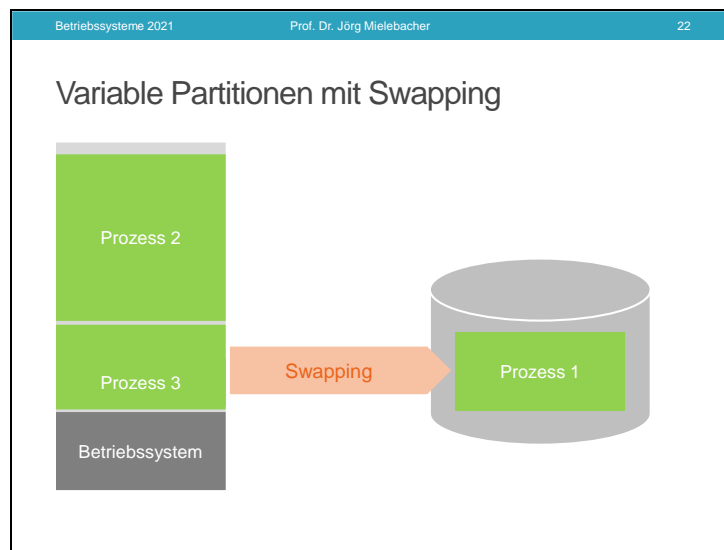 Betriebssysteme 2021 Prof. Dr. Jörg Mielebacher 22
Variable Partitionen mit Swapping
Prozess 2
Prozess 3
Swapping
Prozess 1
Betriebssystem